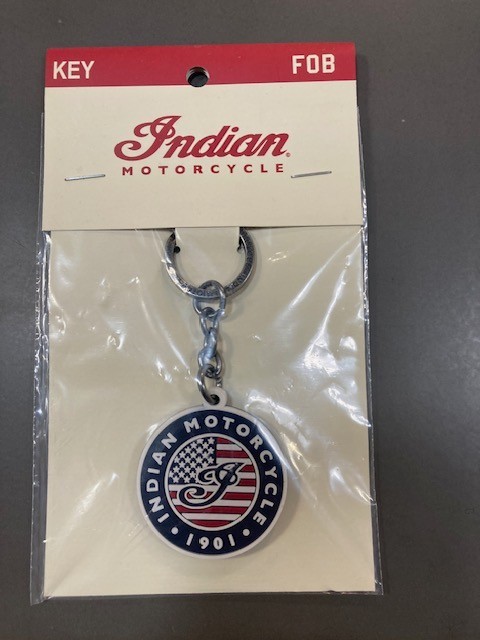 KEY FOB
Indian
MOTORCYCLE
INDIAN MOTORCYCLE
• 1901 •